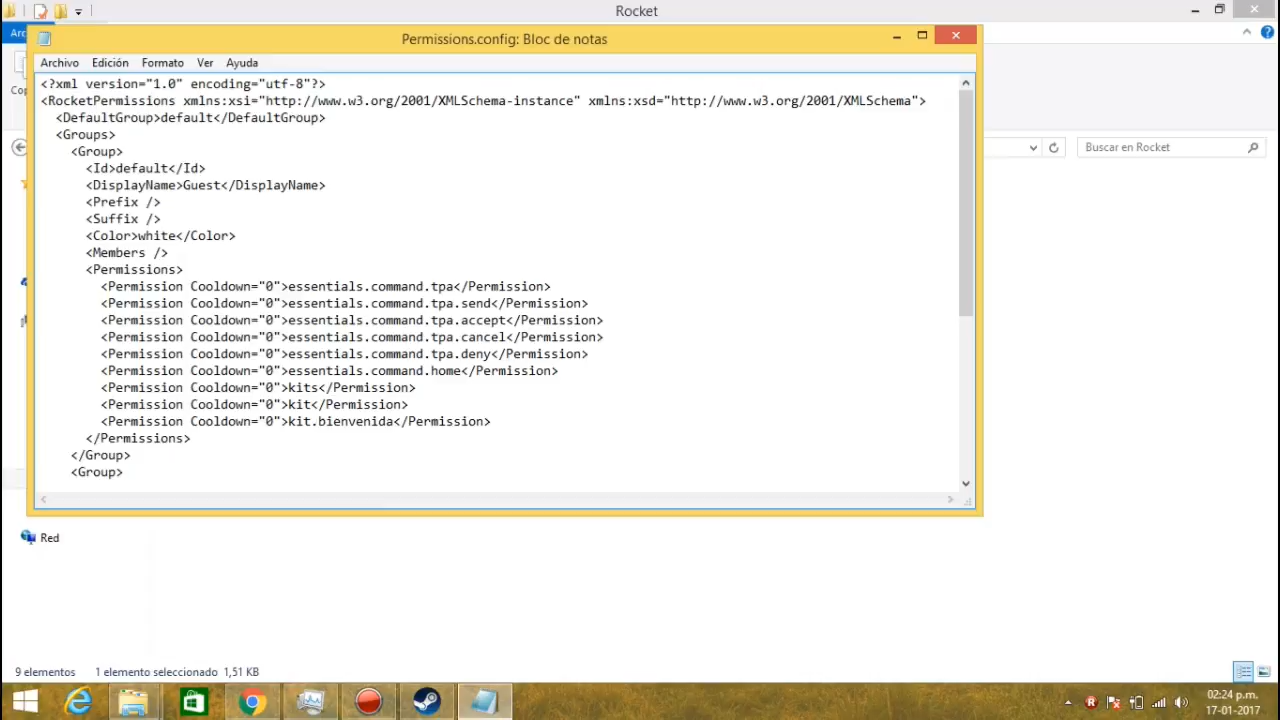 Rocket
Arc
Cop
Permissions.config: Bloc de notas
Archivo Edición Formato Ver Ayuda
<?xml version="1.0" encoding="utf-8"?>
<RocketPermissions xmlns:xsi="http://www.w3.org/2001/XMLSchema-instance" xmlns:xsd="http://www.w3.org/2001/XMLSchema">
<DefaultGroup>default</DefaultGroup>
<Groups>
<Group>
<Id>default</Id>
<DisplayName>Guest</DisplayName>
<Prefix />
<Suffix />
<Color>white</Color>
<Members />
<Permissions>
<Permission Cooldown="0">essentials.command.tpa</Permission>
<Permission Cooldown="0">essentials.command.tpa.send</Permission>
<Permission Cooldown="0">essentials.command.tpa.accept</Permission>
<Permission Cooldown="0">essentials.command.tpa.cancel</Permission>
<Permission Cooldown="0">essentials.command.tpa.deny</Permission>
<Permission Cooldown="0">essentials.command.home</Permission>
<Permission Cooldown="0">kits</Permission>
<Permission Cooldown="0">kit</Permission>
<Permission Cooldown="0">kit.bienvenida</Permission>
</Permissions>
</Group>
<Group>
Buscar en Rocket
Red
9 elementos 1 elemento seleccionado 1,51 KB
02:24 p.m.
17-01-2017